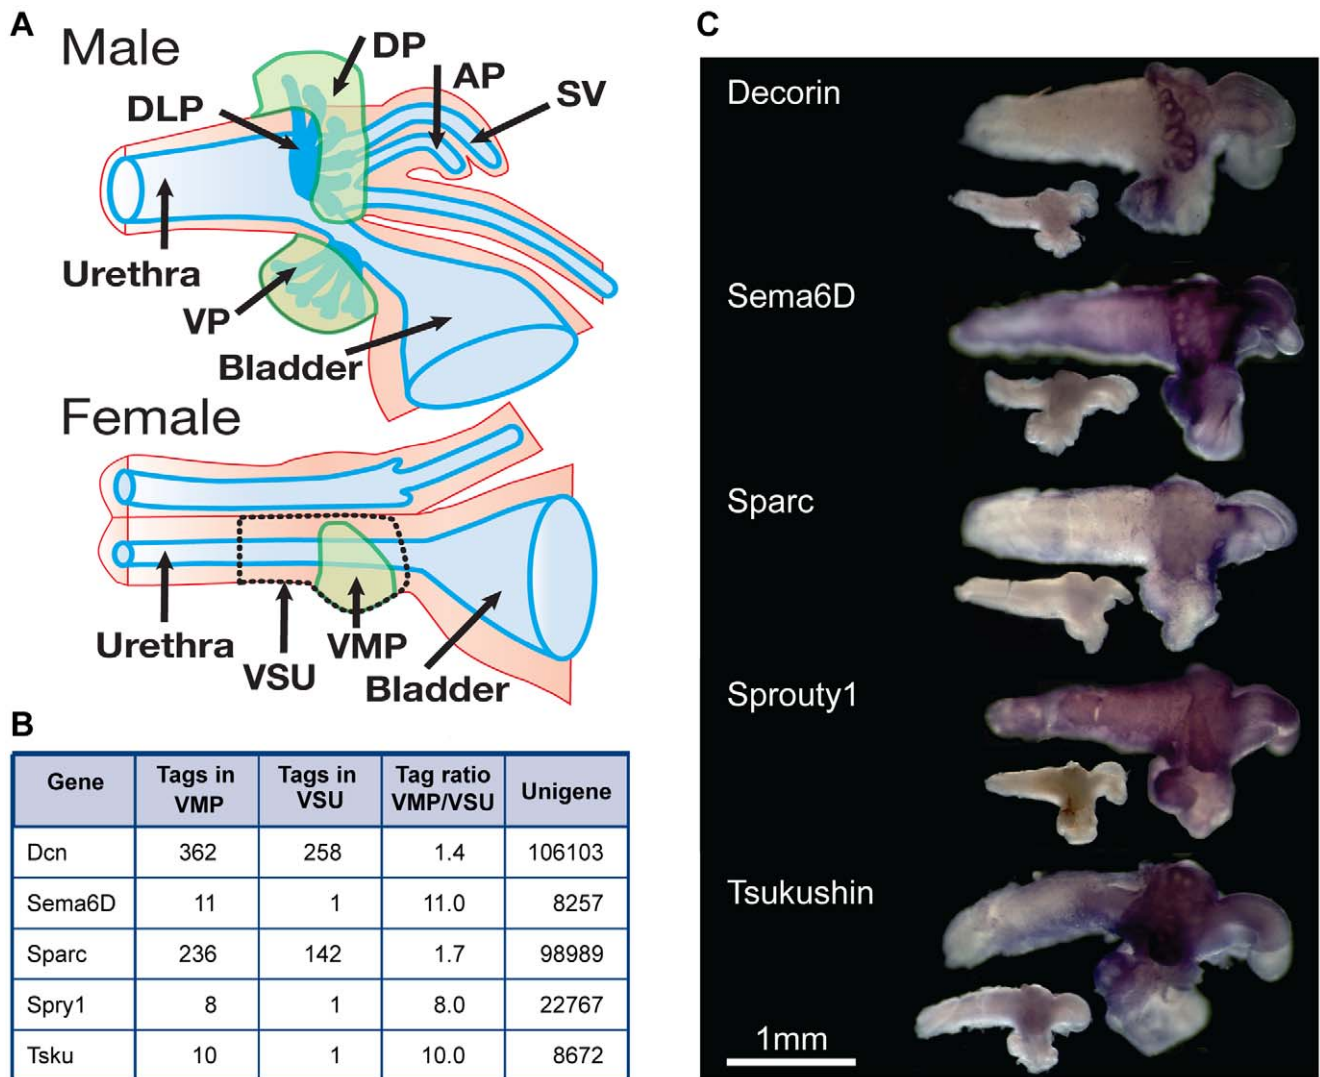 A
Male
DP
AP
SV
DLP
Urethra
VP
Bladder
Female
Urethra
VSU
VMP
Bladder
B
Gene Tags in VMP Tags in VSU Tag ratio VMP/VSU Unigene
Dcn 362 258 1.4 106103
Sema6D 11 1 11.0 8257
Sparc 236 142 1.7 98989
Spry1 8 1 8.0 22767
Tsku 10 1 10.0 8672
C
Decorin
Sema6D
Sparc
Sprouty1
Tsukushin
1mm